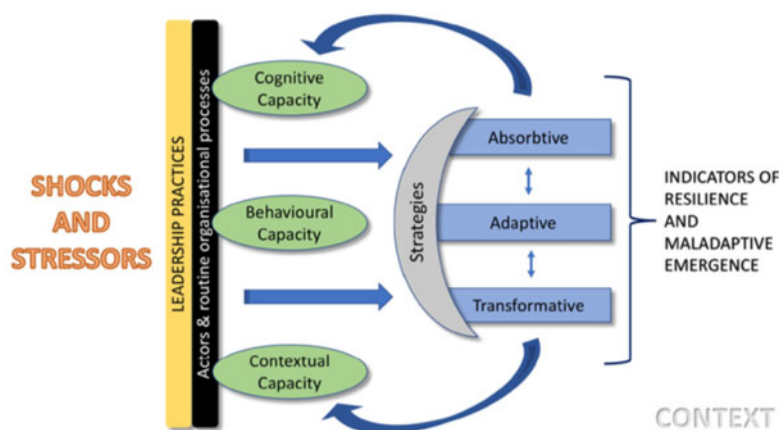 SHOCKS
AND
STRESSORS
LEADERSHIP PRACTICES
Actors & routine organisational processes
Cognitive
Capacity
Behavioural
Capacity
Contextual
Capacity
Strategies
Absorbtive
Adaptive
Transformative
INDICATORS OF
RESILIENCE
AND
MALADAPTIVE
EMERGENCE
CONTEXT